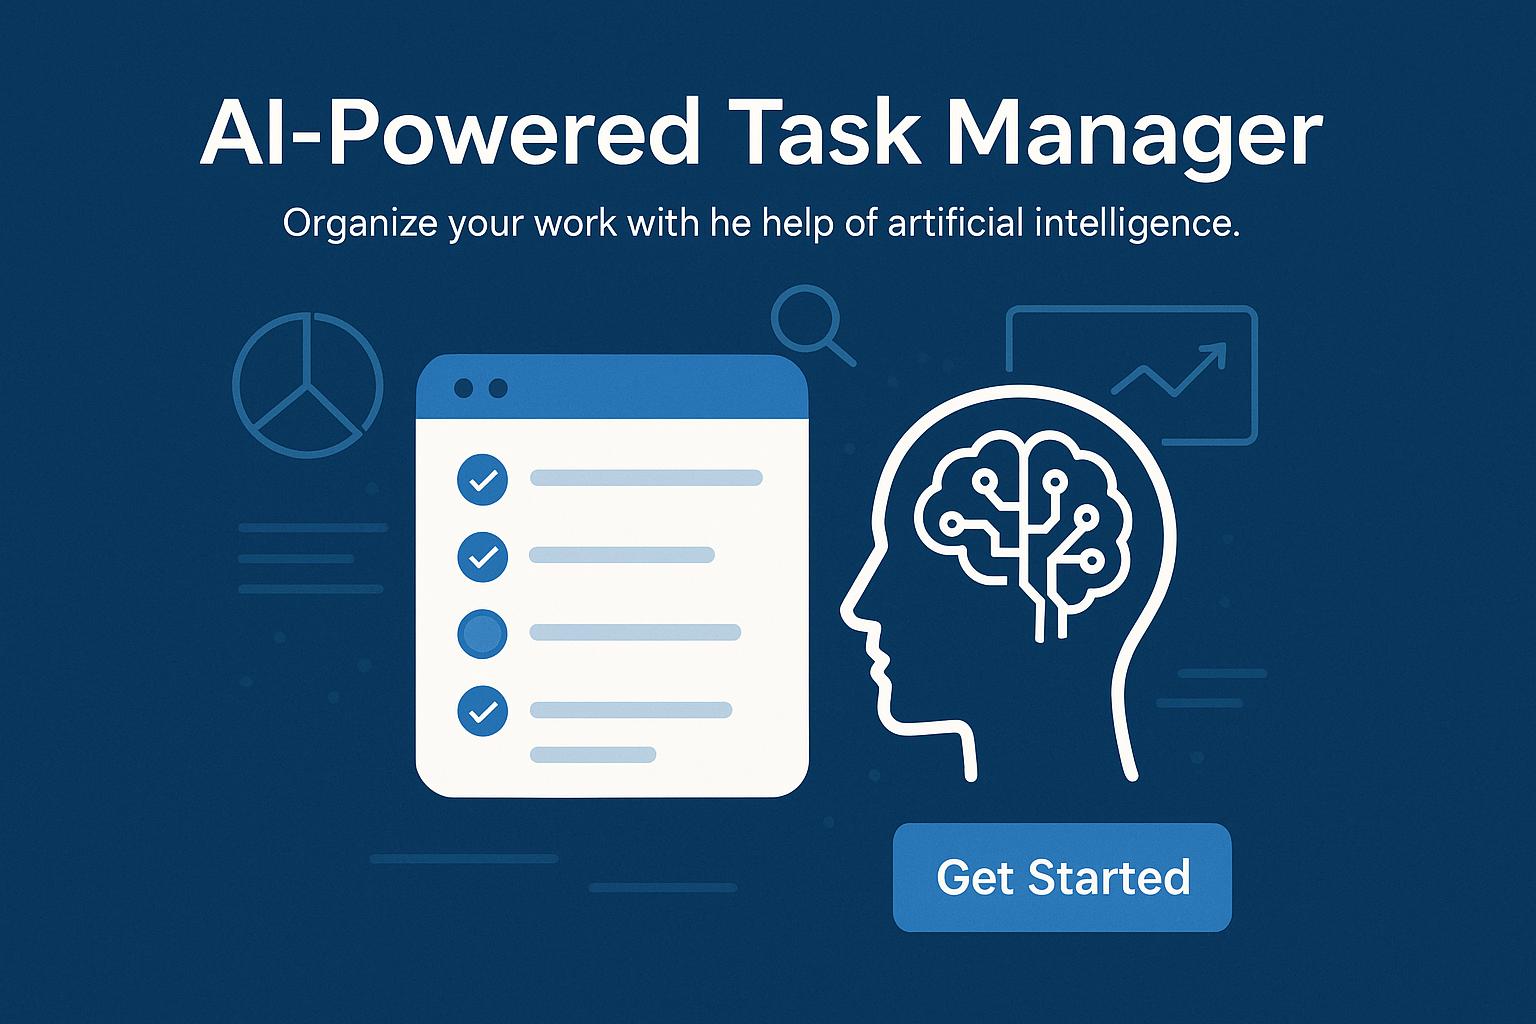 AI-Powered Task Manager
Organize your work with he help of artificial intelligence.
Get Started